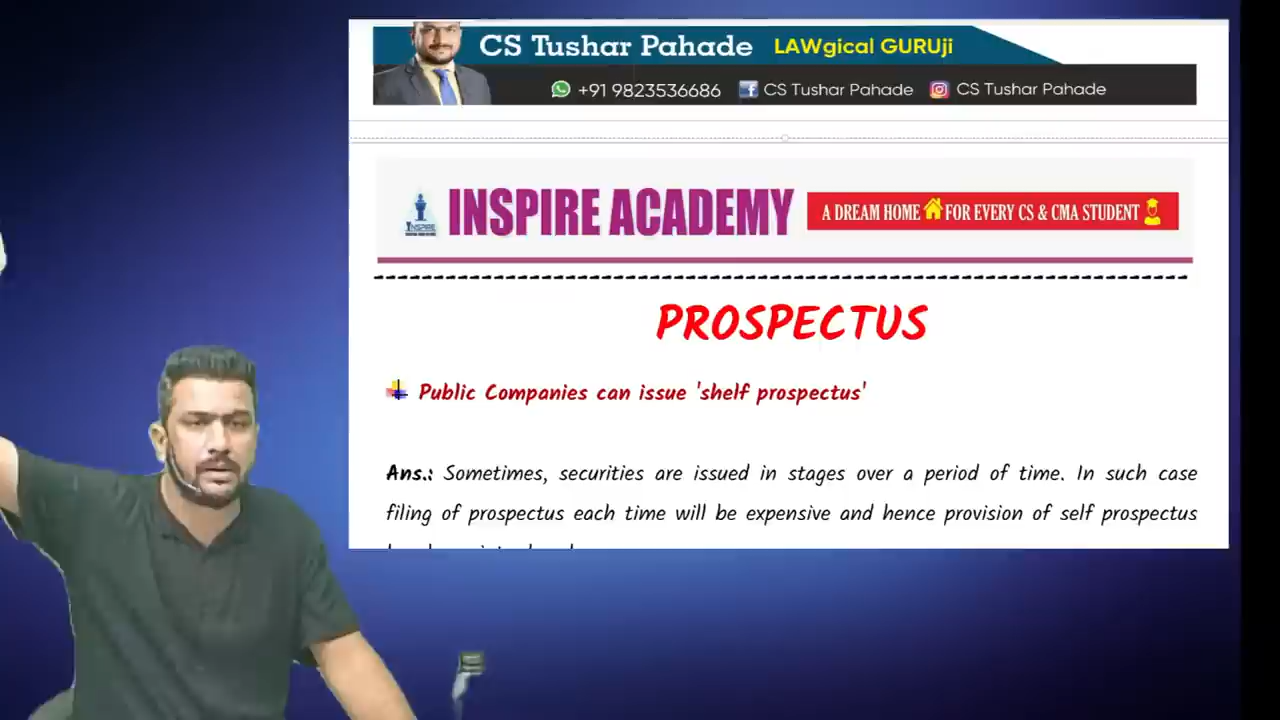 CS Tushar Pahade LAWgical GURUji
+91 9823536686 CS Tushar Pahade CS Tushar Pahade
INSPIRE ACADEMY A DREAM HOME FOR EVERY CS & CMA STUDENT
INSPIRE
PROSPECTUS
Public Companies can issue 'shelf prospectus'
Ans.: Sometimes, securities are issued in stages over a period of time. In such case
filing of prospectus each time will be expensive and hence provision of self prospectus